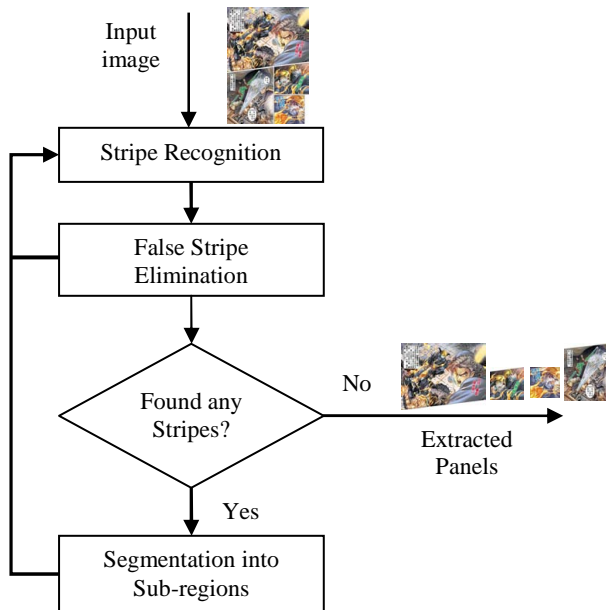 Input
image
Stripe Recognition
False Stripe
Elimination
Found any
Stripes?
No
Extracted
Panels
Yes
Segmentation into
Sub-regions